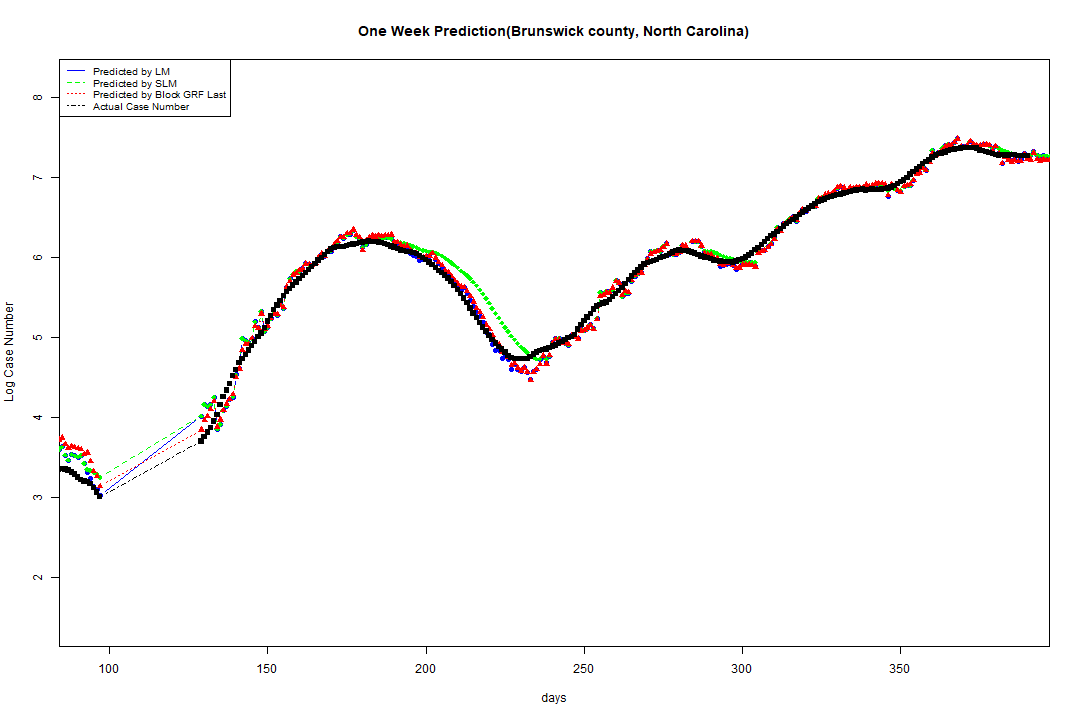 One Week Prediction(Brunswick county, North Carolina)
Predicted by LM
Predicted by SLM
Predicted by Block GRF Last
Actual Case Number
8
7
6
5
4
3
2
Log Case Number
100 150 200 250 300 350
days